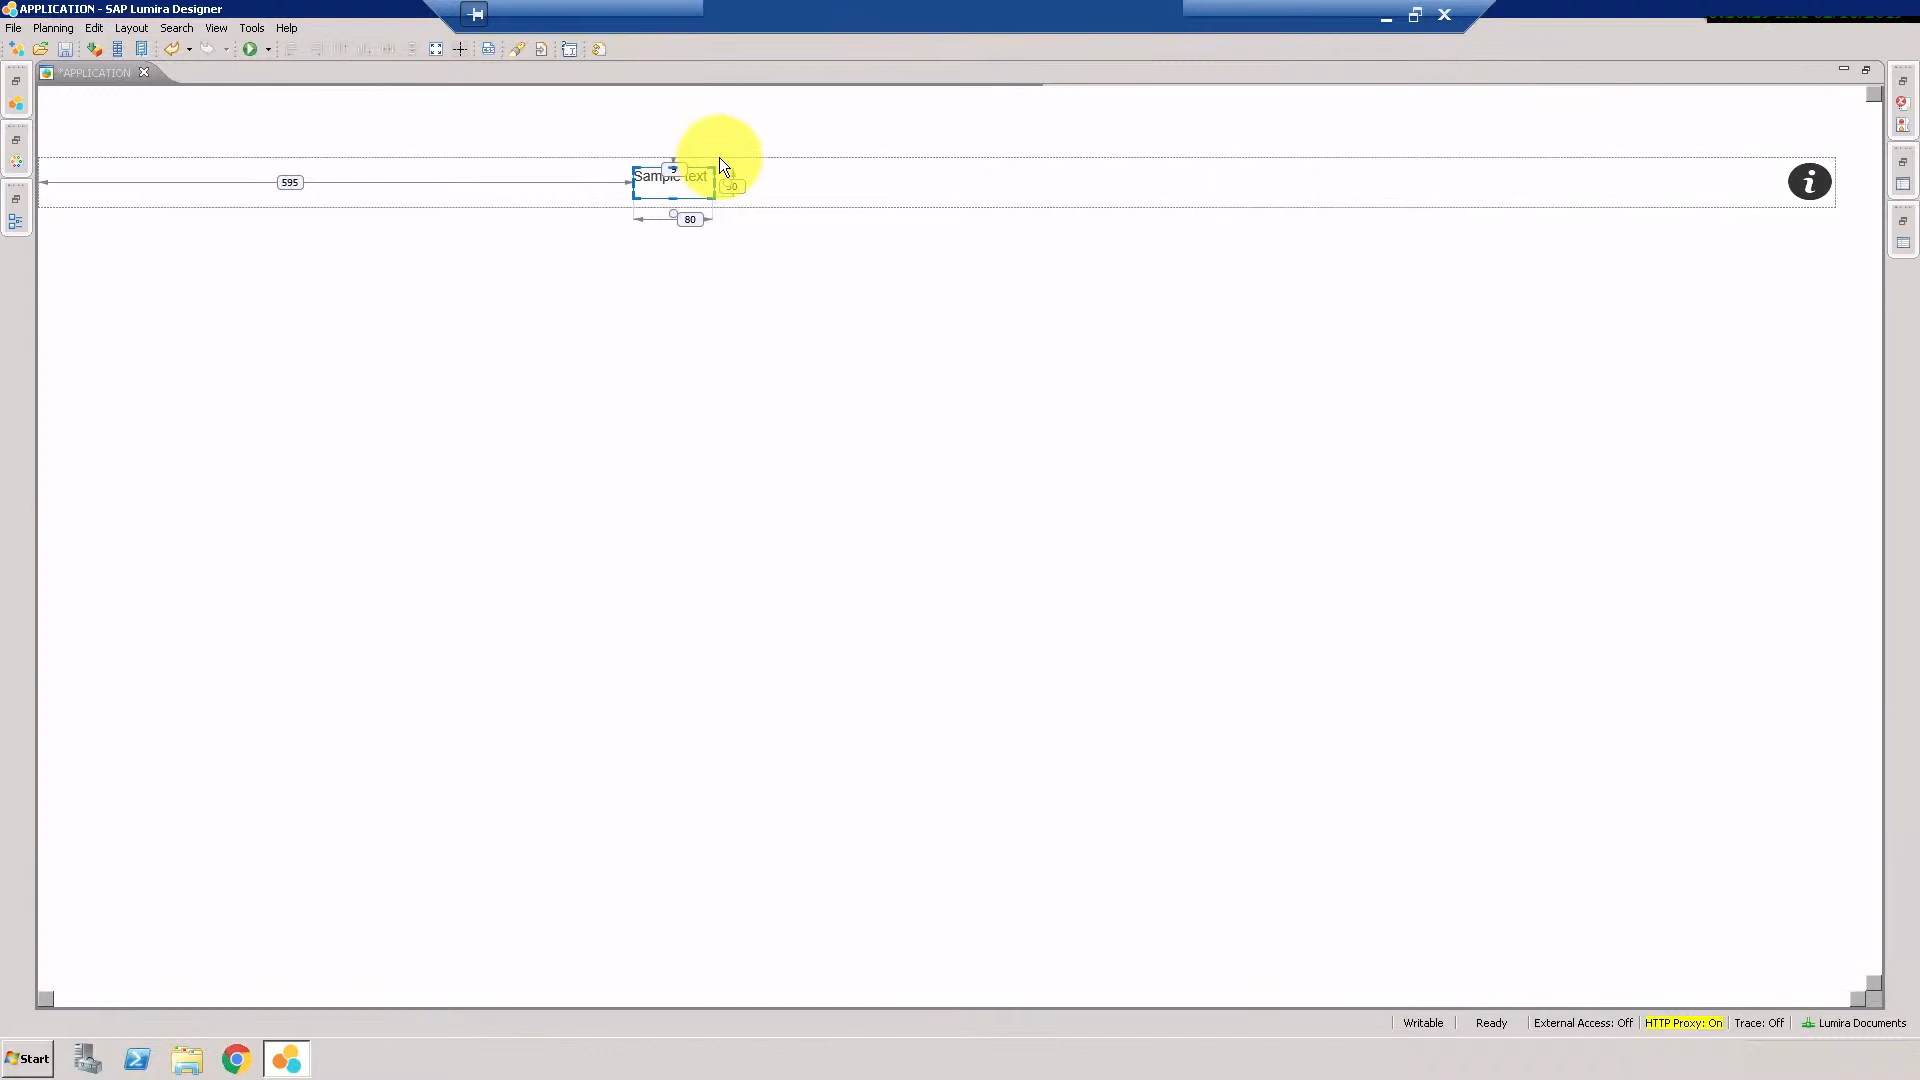 APPLICATION - SAP Lumira Designer
File Planning Edit Layout Search View Tools Help
*APPLICATION
Sample text
595
80
Writable Ready External Access: Off HTTP Proxy: On Trace: Off Lumira Documents
Start